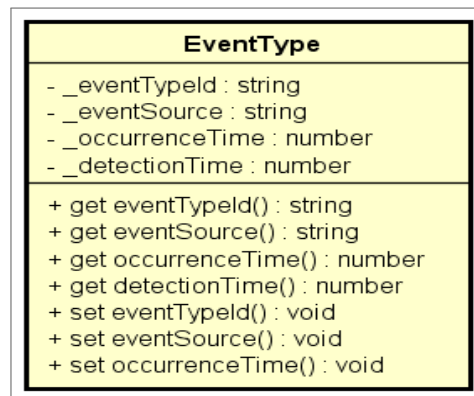 EventType
- _eventTypeId : string
- _eventSource : string
- _occurrenceTime : number
- _detectionTime : number
+ get eventTypeId() : string
+ get eventSource() : string
+ get occurrenceTime() : number
+ get detectionTime() : number
+ set eventTypeId() : void
+ set eventSource() : void
+ set occurrenceTime() : void